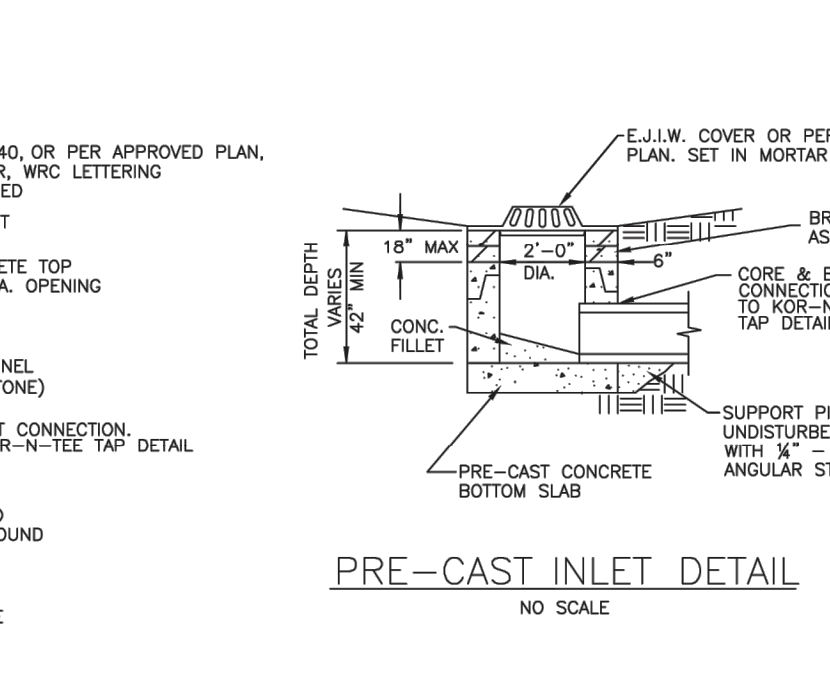 40, OR PER APPROVED PLAN,
R, WRC LETTERING
ED
T
ETE TOP
A. OPENING
NEL
TONE)
T CONNECTION.
R-N-TEE TAP DETAIL
OUND
E.J.I.W. COVER OR PER
PLAN. SET IN MORTAR
BR
AS
18" MAX
2'-0"
DIA.
6"
TOTAL DEPTH
VARIES
42" MIN
CORE & B
CONNECTIO
TO KOR-N
TAP DETAIL
CONC.
FILLET
SUPPORT PI
UNDISTURBE
WITH ¼" -
ANGULAR ST
PRE-CAST CONCRETE
BOTTOM SLAB
PRE-CAST INLET DETAIL
NO SCALE